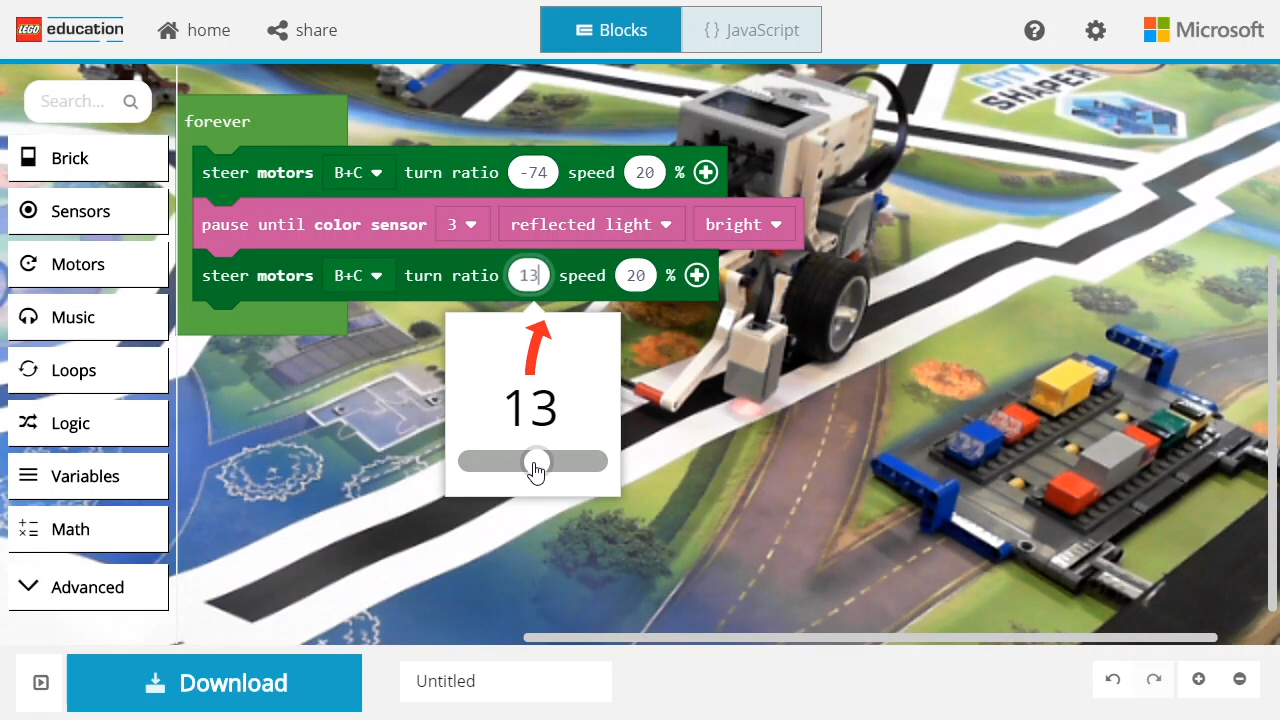 LEGO education
home
share
Blocks
{ } JavaScript
Microsoft
Search...
Brick
Sensors
Motors
Music
Loops
Logic
Variables
Math
Advanced
forever
steer motors B+C turn ratio -74 speed 20 %
pause until color sensor 3 reflected light bright
steer motors B+C turn ratio 13 speed 20 %
13
CITY
SHAPER
Download
Untitled